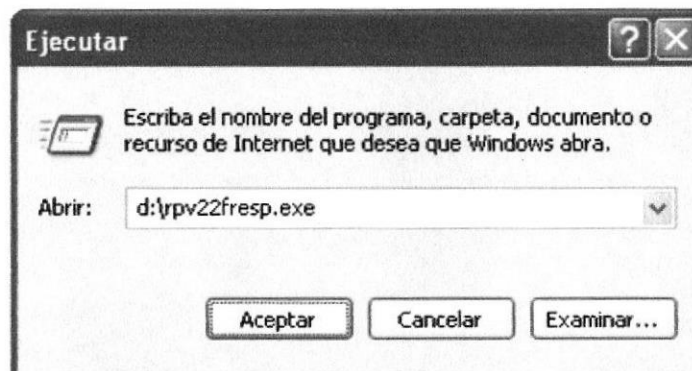 Ejecutar
Escriba el nombre del programa, carpeta, documento o
recurso de Internet que desea que Windows abra.
Abrir: d:\rpv22fresp.exe
Aceptar Cancelar Examinar...